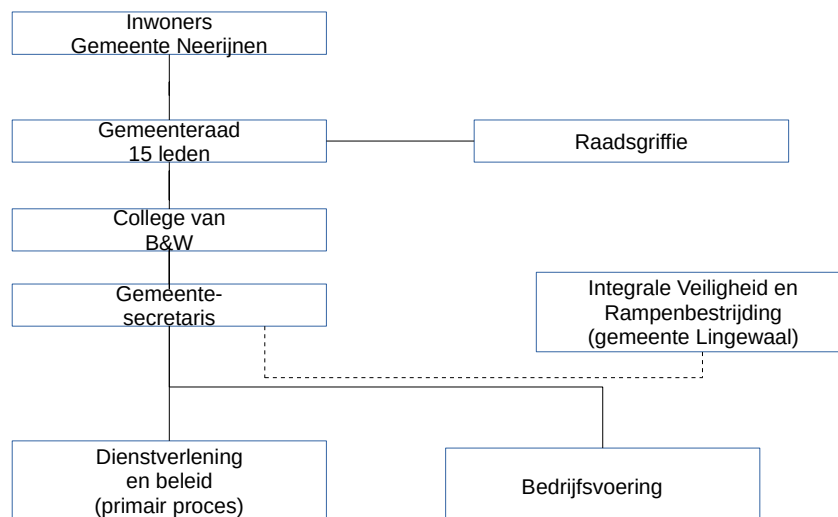 Inwoners
Gemeente Neerijnen
Gemeenteraad
15 leden
Raadsgriffie
College van
B&W
Gemeente-
secretaris
Integrale Veiligheid en
Rampenbestrijding
(gemeente Lingewaal)
Dienstverlening
en beleid
(primair proces)
Bedrijfsvoering